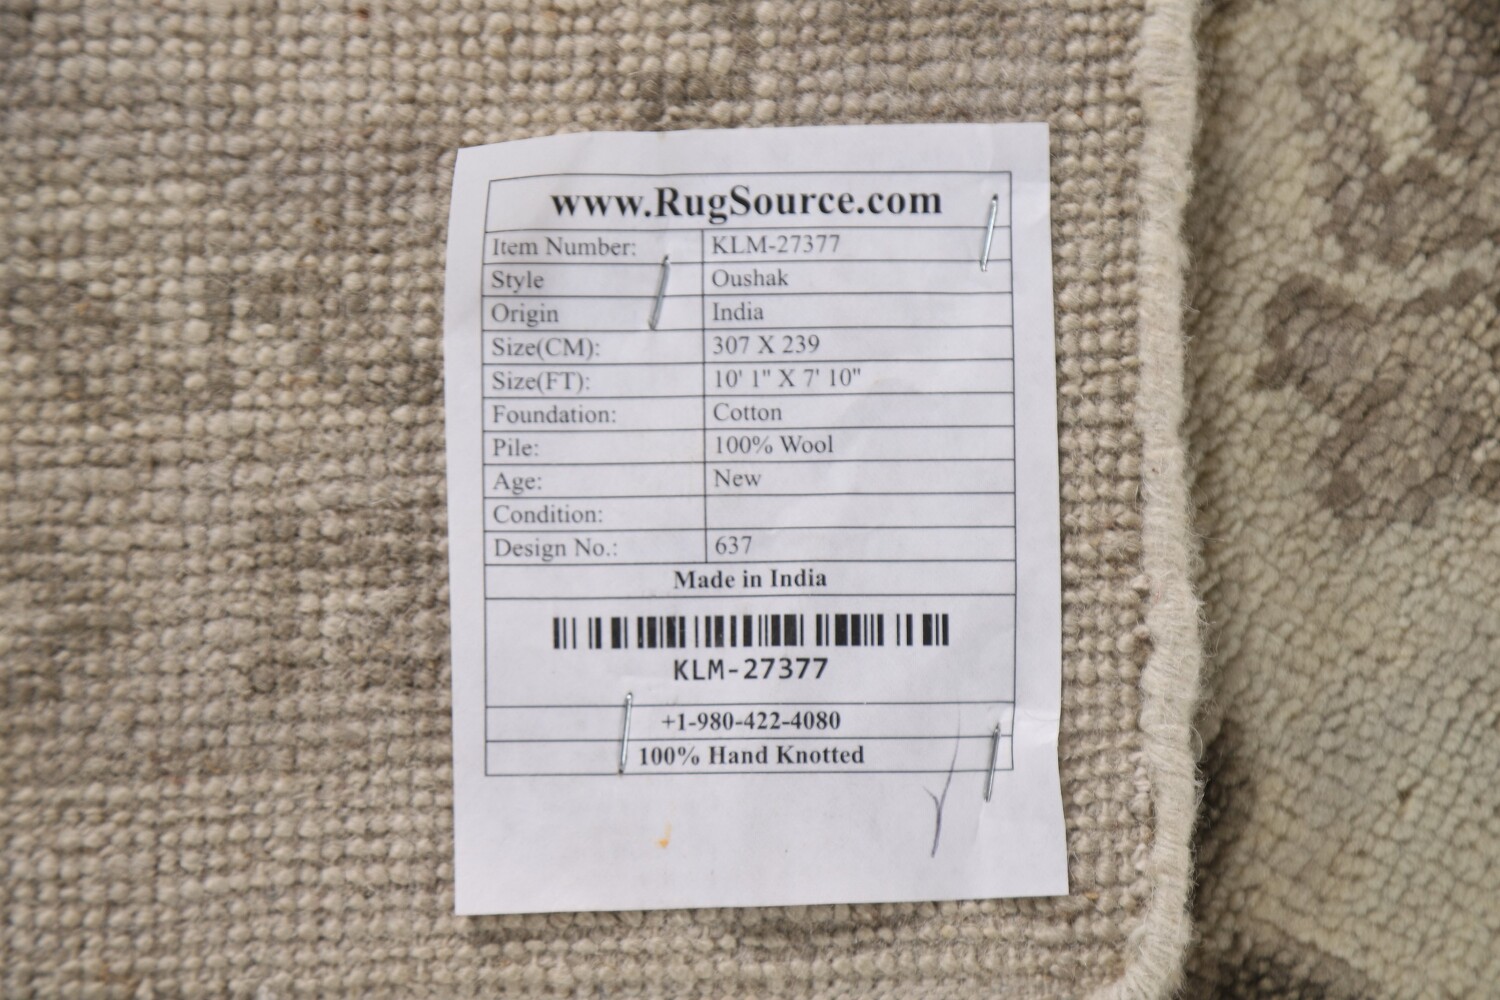 www.RugSource.com
Item Number: KLM-27377
Style Oushak
Origin India
Size(CM): 307 X 239
Size(FT): 10' 1" X 7' 10"
Foundation: Cotton
Pile: 100% Wool
Age: New
Condition:
Design No.: 637
Made in India
KLM-27377
+1-980-422-4080
100% Hand Knotted